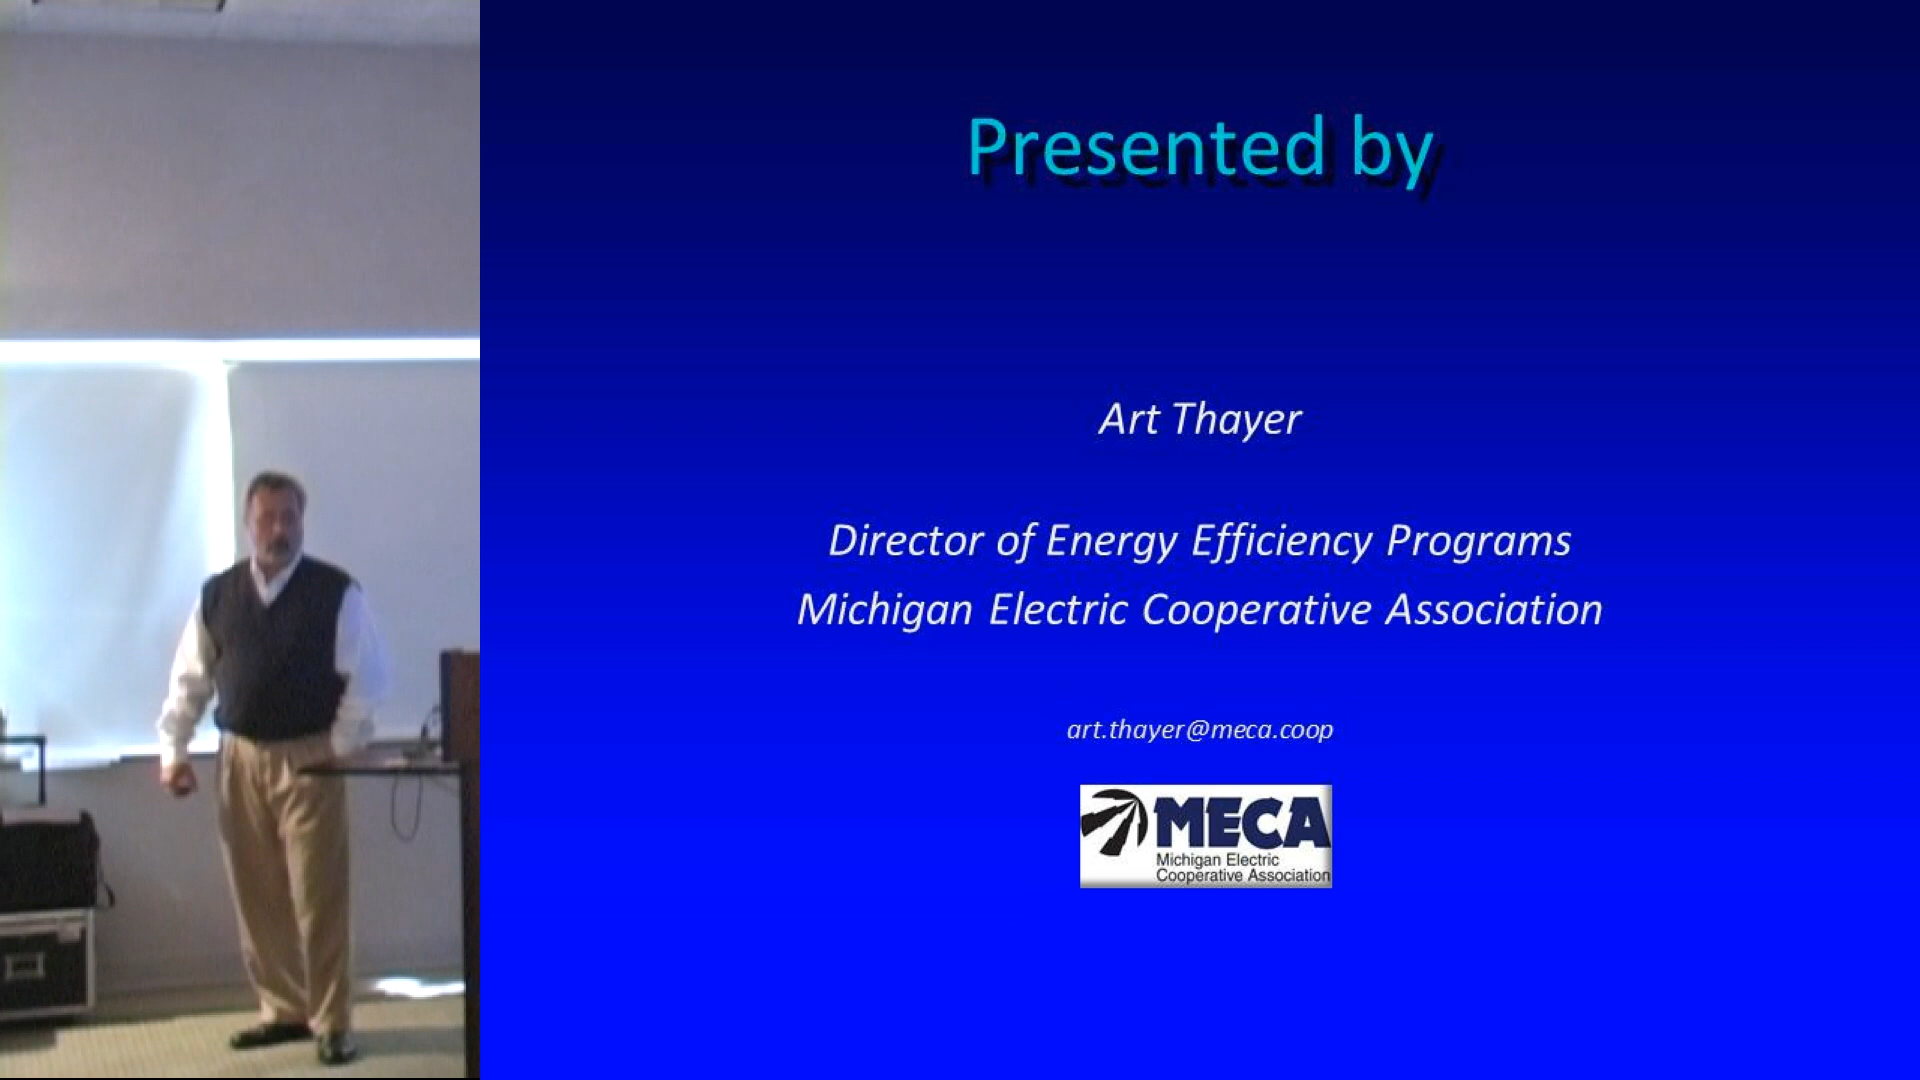 Presented by
Art Thayer
Director of Energy Efficiency Programs
Michigan Electric Cooperative Association
art.thayer@meca.coop
MECA
Michigan Electric
Cooperative Association